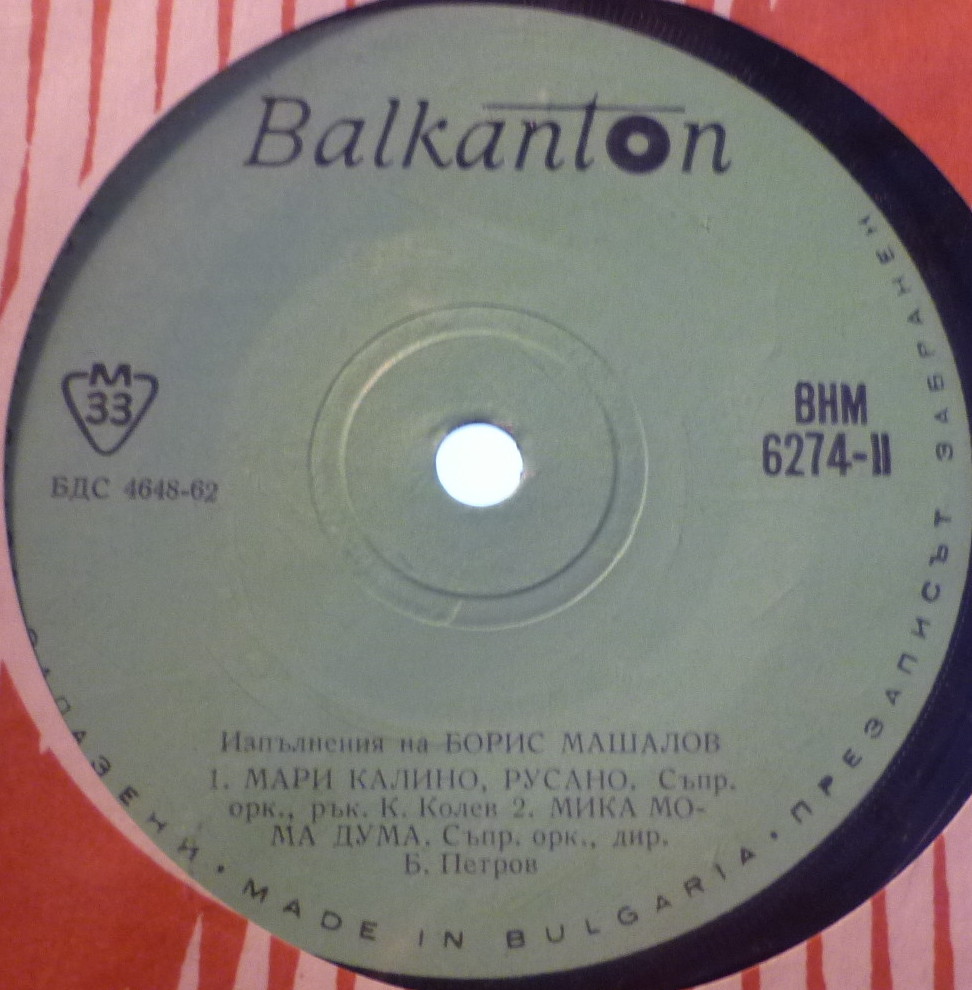 Balkanton
M
33
БДС 4648-62
ВНМ
6274-II
Изпълнения на БОРИС МАШАЛОВ
1. МАРИ КАЛИНО, РУСАНО. Съпр.
орк., рък. К. Колев 2. МИКА МО-
МА ДУМА. Съпр. орк., дир.
Б. Петров
ЗАПАЗЕНИ • MADE IN BULGARIA • ПРЕЗАПИСЪТ ЗАБРАНЕН